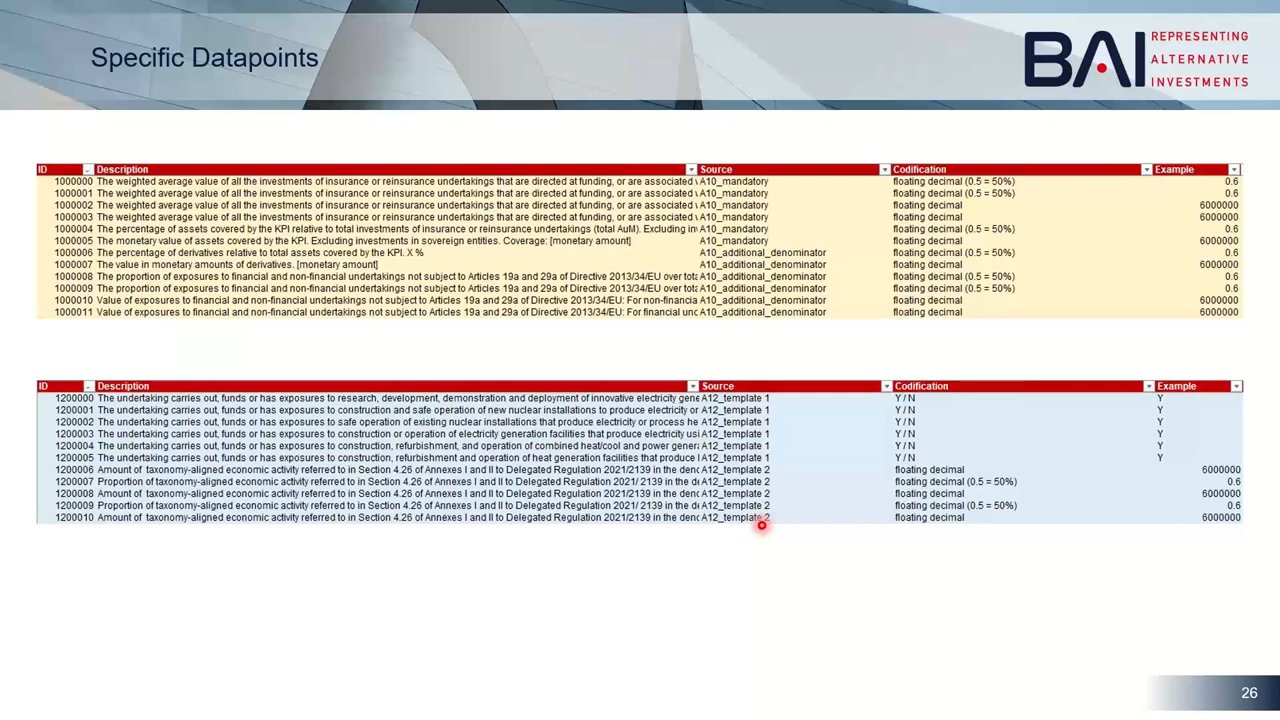 Specific Datapoints
BAI REPRESENTING ALTERNATIVE INVESTMENTS
ID Description Source Codification Example
1000000 The weighted average value of all the investments of insurance or reinsurance undertakings that are directed at funding, or are associated A10_mandatory floating decimal (0.5 = 50%) 0.6
1000001 The weighted average value of all the investments of insurance or reinsurance undertakings that are directed at funding, or are associated A10_mandatory floating decimal (0.5 = 50%) 0.6
1000002 The weighted average value of all the investments of insurance or reinsurance undertakings that are directed at funding, or are associated A10_mandatory floating decimal 6000000
1000003 The weighted average value of all the investments of insurance or reinsurance undertakings that are directed at funding, or are associated A10_mandatory floating decimal 6000000
1000004 The percentage of assets covered by the KPI relative to total investments of insurance or reinsurance undertakings (total AuM). Excluding A10_mandatory floating decimal (0.5 = 50%) 0.6
1000005 The monetary value of assets covered by the KPI. Excluding investments in sovereign entities. Coverage: [monetary amount] A10_mandatory floating decimal 6000000
1000006 The percentage of derivatives relative to total assets covered by the KPI. X % A10_additional_denominator floating decimal (0.5 = 50%) 0.6
1000007 The value in monetary amounts of derivatives. [monetary amount] A10_additional_denominator floating decimal 6000000
1000008 The proportion of exposures to financial and non-financial undertakings not subject to Articles 19a and 29a of Directive 2013/34/EU over A10_additional_denominator floating decimal (0.5 = 50%) 0.6
1000009 The proportion of exposures to financial and non-financial undertakings not subject to Articles 19a and 29a of Directive 2013/34/EU over A10_additional_denominator floating decimal (0.5 = 50%) 0.6
1000010 Value of exposures to financial and non-financial undertakings not subject to Articles 19a and 29a of Directive 2013/34/EU: For non-financia A10_additional_denominator floating decimal 6000000
1000011 Value of exposures to financial and non-financial undertakings not subject to Articles 19a and 29a of Directive 2013/34/EU: For financial A10_additional_denominator floating decimal 6000000
ID Description Source Codification Example
1200000 The undertaking carries out, funds or has exposures to research, development, demonstration and deployment of innovative electricity gene A12_template 1 Y / N Y
1200001 The undertaking carries out, funds or has exposures to construction and safe operation of new nuclear installations to produce electricity or A12_template 1 Y / N Y
1200002 The undertaking carries out, funds or has exposures to safe operation of existing nuclear installations that produce electricity or process he A12_template 1 Y / N Y
1200003 The undertaking carries out, funds or has exposures to construction or operation of electricity generation facilities that produce electricity usi A12_template 1 Y / N Y
1200004 The undertaking carries out, funds or has exposures to construction, refurbishment, and operation of combined heat/cool and power gener A12_template 1 Y / N Y
1200005 The undertaking carries out, funds or has exposures to construction, refurbishment and operation of heat generation facilities that produce A12_template 1 Y / N Y
1200006 Amount of taxonomy-aligned economic activity referred to in Section 4.26 of Annexes I and II to Delegated Regulation 2021/2139 in the deno A12_template 2 floating decimal 6000000
1200007 Proportion of taxonomy-aligned economic activity referred to in Section 4.26 of Annexes I and II to Delegated Regulation 2021/ 2139 in the d A12_template 2 floating decimal (0.5 = 50%) 0.6
1200008 Amount of taxonomy-aligned economic activity referred to in Section 4.26 of Annexes I and II to Delegated Regulation 2021/2139 in the deno A12_template 2 floating decimal 6000000
1200009 Proportion of taxonomy-aligned economic activity referred to in Section 4.26 of Annexes I and II to Delegated Regulation 2021/ 2139 in the d A12_template 2 floating decimal (0.5 = 50%) 0.6
1200010 Amount of taxonomy-aligned economic activity referred to in Section 4.26 of Annexes I and II to Delegated Regulation 2021/2139 in the deno A12_template 2 floating decimal 6000000
26